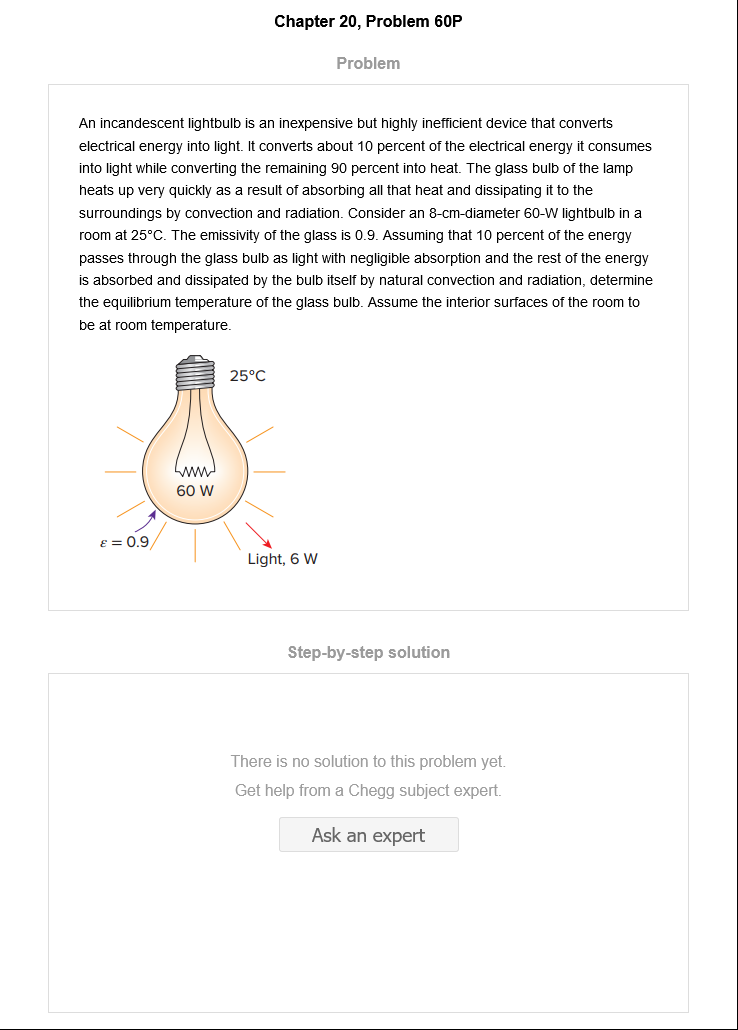 Chapter 20, Problem 60P
Problem
An incandescent lightbulb is an inexpensive but highly inefficient device that converts
electrical energy into light. It converts about 10 percent of the electrical energy it consumes
into light while converting the remaining 90 percent into heat. The glass bulb of the lamp
heats up very quickly as a result of absorbing all that heat and dissipating it to the
surroundings by convection and radiation. Consider an 8-cm-diameter 60-W lightbulb in a
room at 25°C. The emissivity of the glass is 0.9. Assuming that 10 percent of the energy
passes through the glass bulb as light with negligible absorption and the rest of the energy
is absorbed and dissipated by the bulb itself by natural convection and radiation, determine
the equilibrium temperature of the glass bulb. Assume the interior surfaces of the room to
be at room temperature.
25°C
60 W
ε = 0.9
Light, 6 W
Step-by-step solution
There is no solution to this problem yet.
Get help from a Chegg subject expert.
Ask an expert